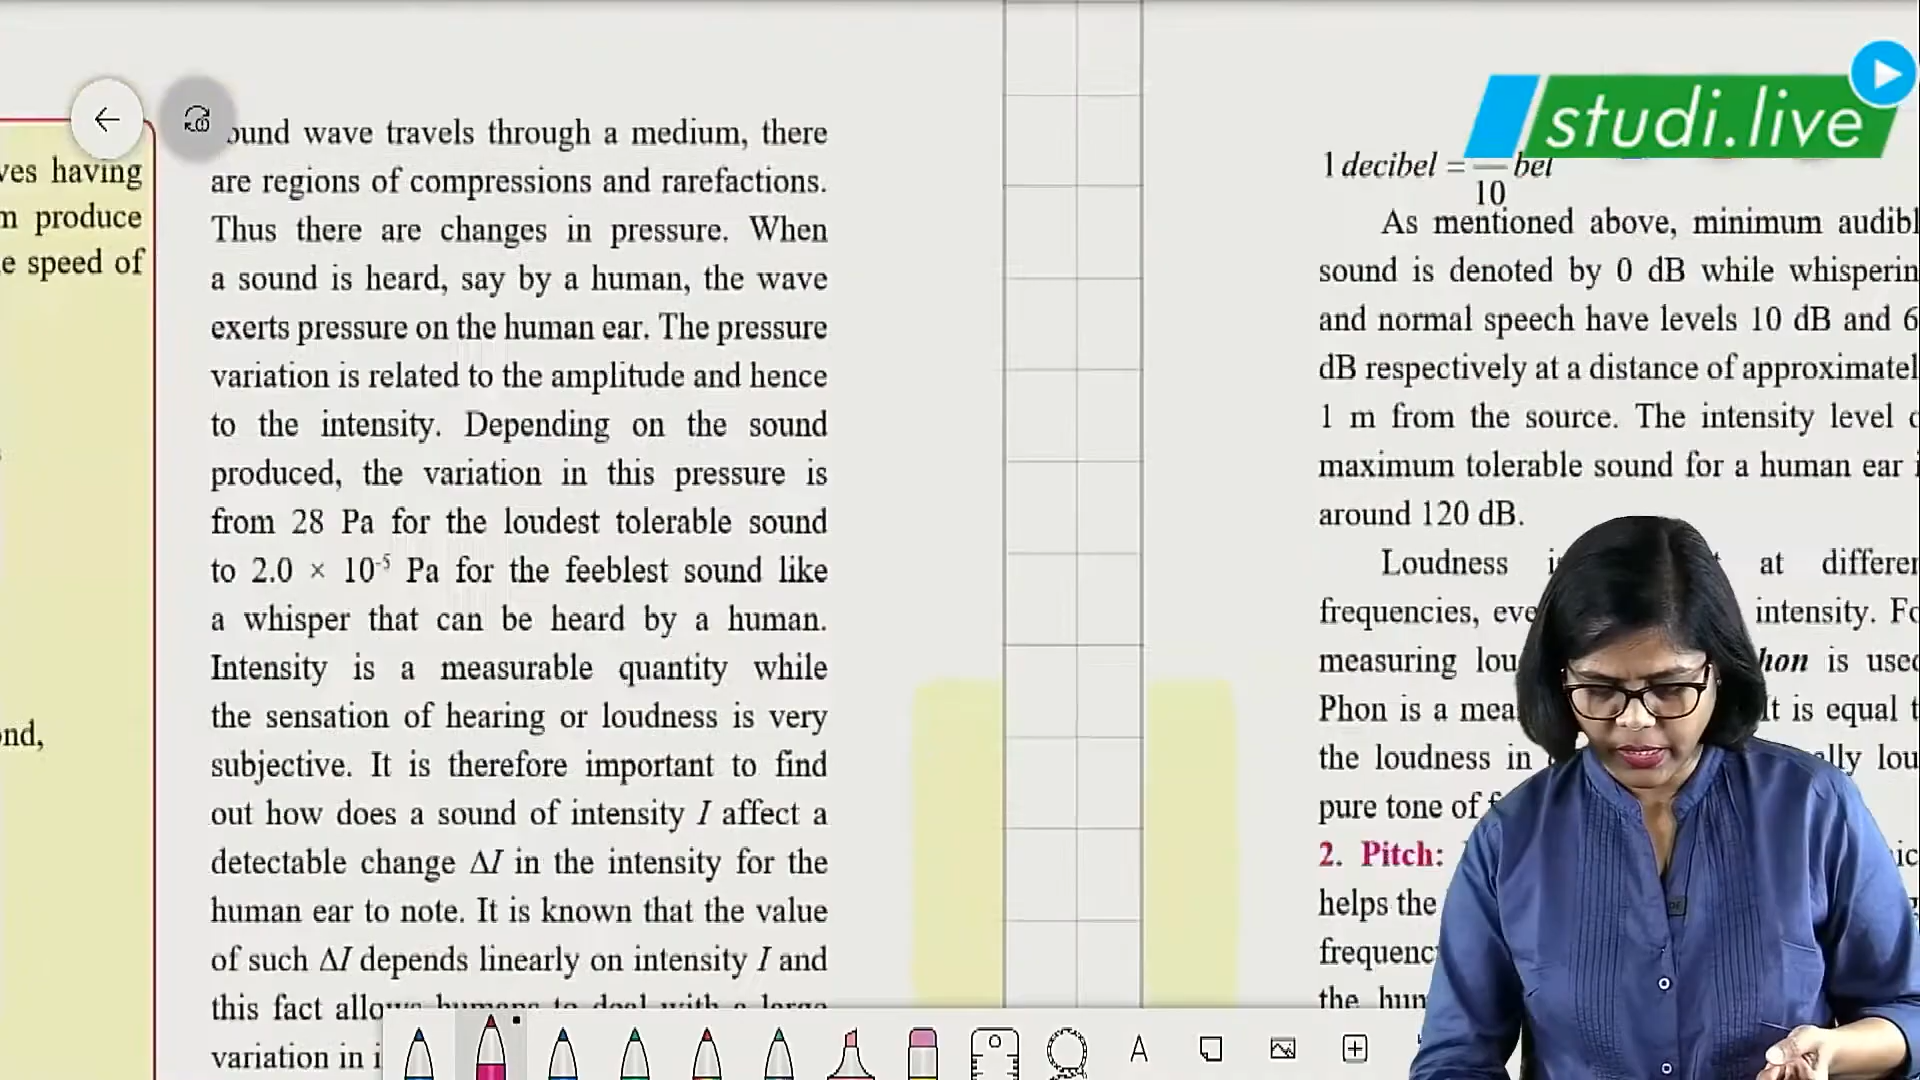 ves having
m produce
e speed of
ond,
ound wave travels through a medium, there
are regions of compressions and rarefactions.
Thus there are changes in pressure. When
a sound is heard, say by a human, the wave
exerts pressure on the human ear. The pressure
variation is related to the amplitude and hence
to the intensity. Depending on the sound
produced, the variation in this pressure is
from 28 Pa for the loudest tolerable sound
to 2.0 × 10⁻⁵ Pa for the feeblest sound like
a whisper that can be heard by a human.
Intensity is a measurable quantity while
the sensation of hearing or loudness is very
subjective. It is therefore important to find
out how does a sound of intensity I affect a
detectable change ΔI in the intensity for the
human ear to note. It is known that the value
of such ΔI depends linearly on intensity I and
this fact allows humans to deal with a large
variation in i
studi.live
1 decibel = — bel
10
As mentioned above, minimum audibl
sound is denoted by 0 dB while whisperin
and normal speech have levels 10 dB and 6
dB respectively at a distance of approximatel
1 m from the source. The intensity level o
maximum tolerable sound for a human ear i
around 120 dB.
Loudness i at differen
frequencies, eve intensity. Fo
measuring lou hon is used
Phon is a mea It is equal t
the loudness in ally lou
pure tone of f
2. Pitch: ic
helps the
frequenc
the hum
A